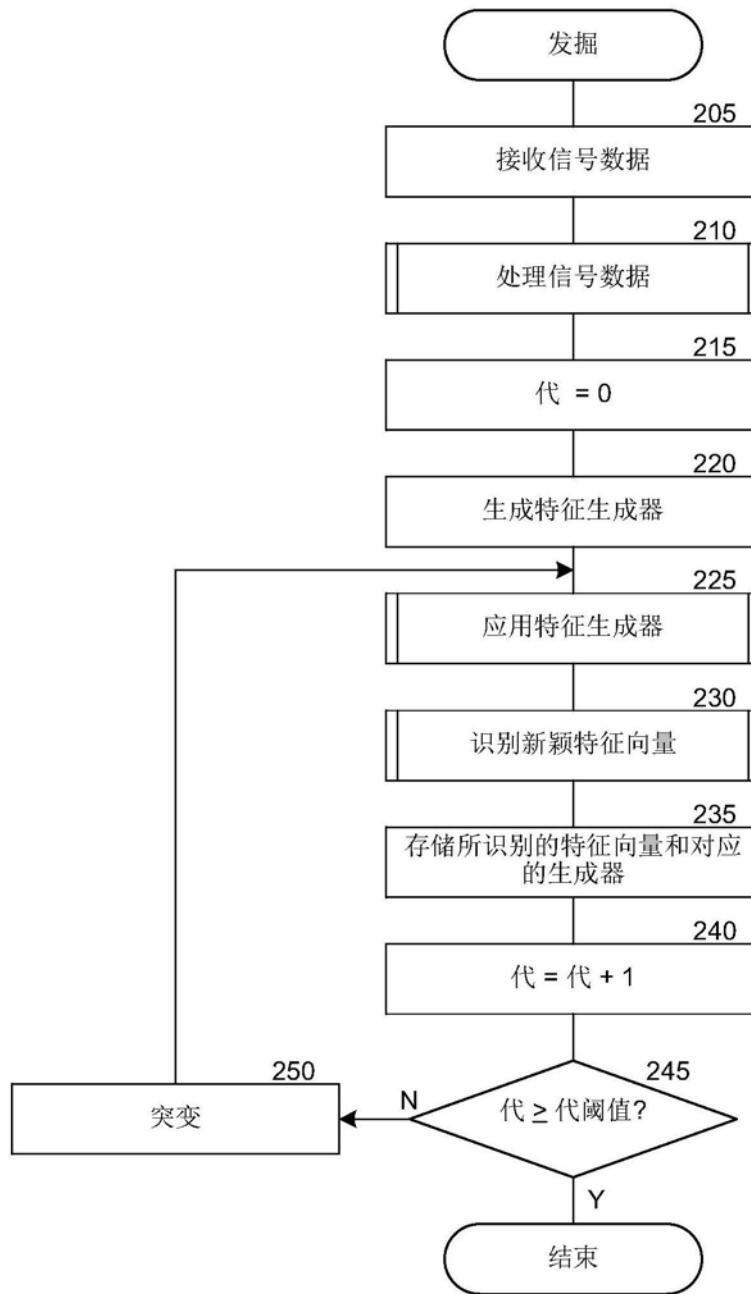 发掘
205
接收信号数据
210
处理信号数据
215
代 = 0
220
生成特征生成器
225
应用特征生成器
230
识别新颖特征向量
235
存储所识别的特征向量和对应
的生成器
240
代 = 代 + 1
245
代 ≥ 代阈值?
N
250
突变
Y
结束